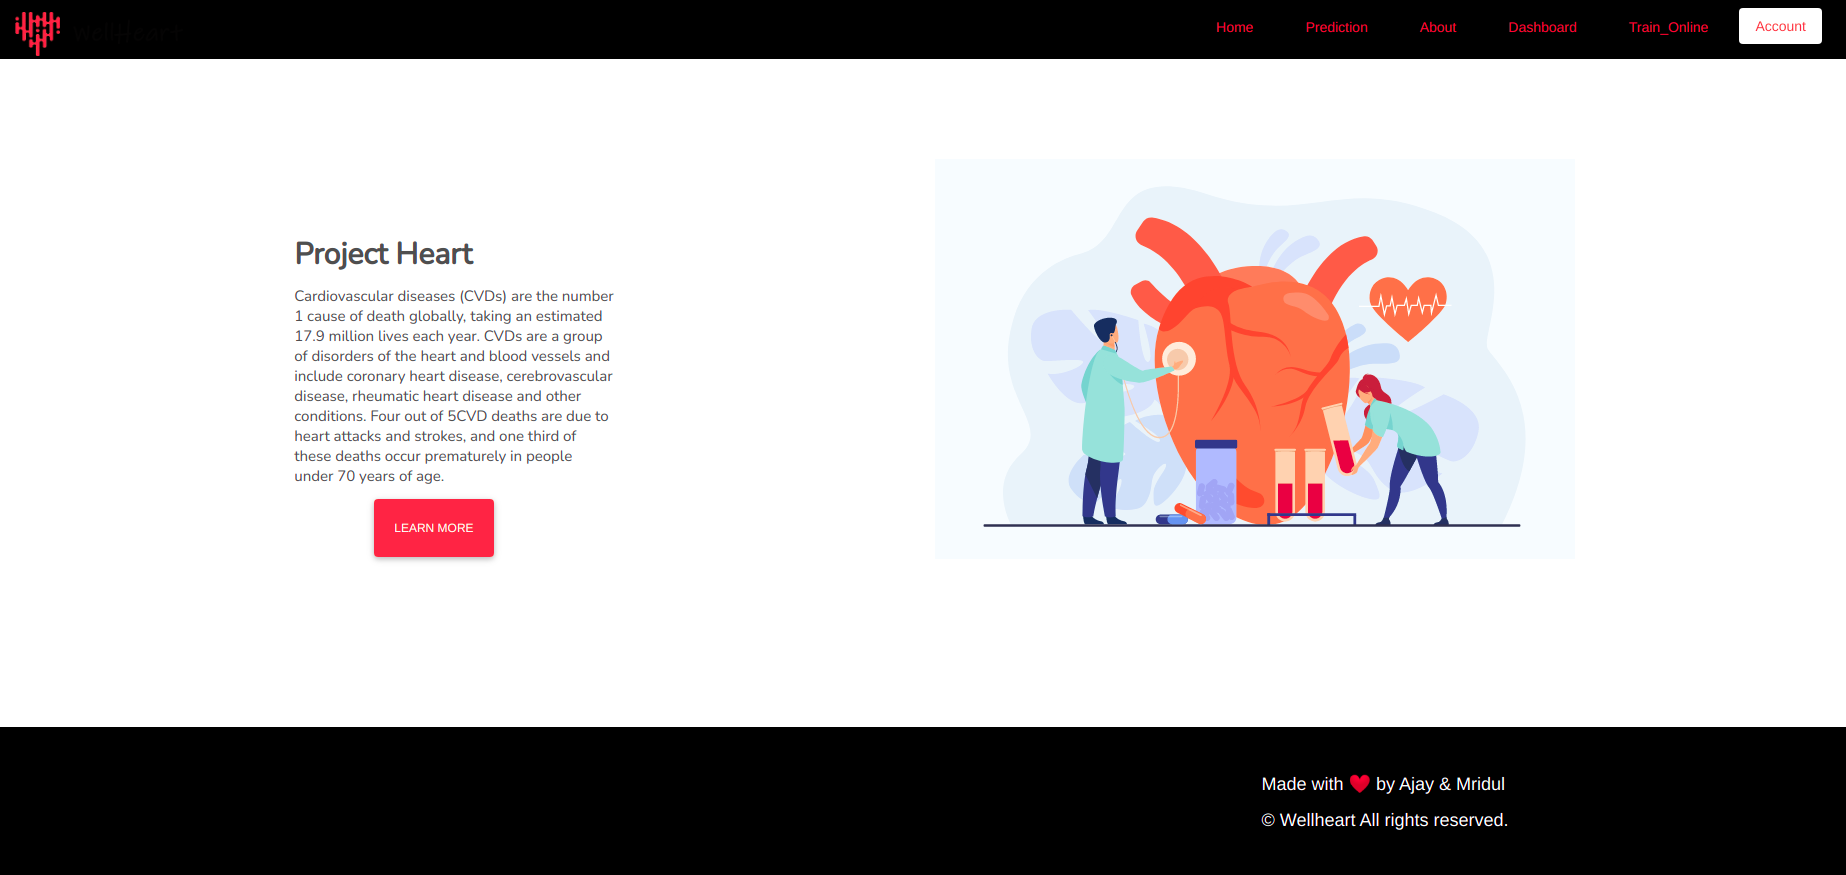 wellHeart
Home Prediction About Dashboard Train_Online Account
Project Heart
Cardiovascular diseases (CVDs) are the number
1 cause of death globally, taking an estimated
17.9 million lives each year. CVDs are a group
of disorders of the heart and blood vessels and
include coronary heart disease, cerebrovascular
disease, rheumatic heart disease and other
conditions. Four out of 5CVD deaths are due to
heart attacks and strokes, and one third of
these deaths occur prematurely in people
under 70 years of age.
LEARN MORE
Made with ❤ by Ajay & Mridul
© Wellheart All rights reserved.